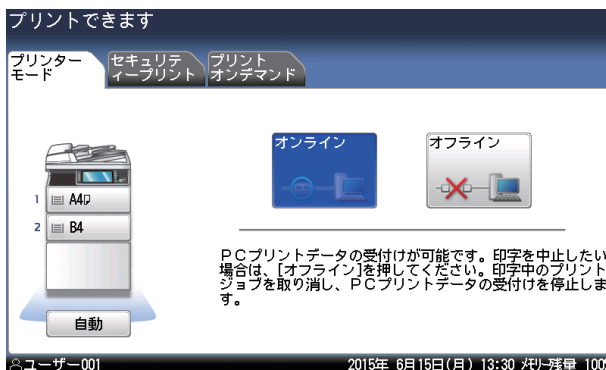 プリントできます
プリンター
モード
セキュリテ
ィープリント
プリント
オンデマンド
オンライン
オフライン
1 A4
2 B4
自動
PCプリントデータの受付けが可能です。印字を中止したい
場合は、[オフライン]を押してください。印字中のプリント
ジョブを取り消し、PCプリントデータの受付けを停止しま
す。
ユーザー001
2015年 6月15日(月) 13:30 メモリー残量 100%